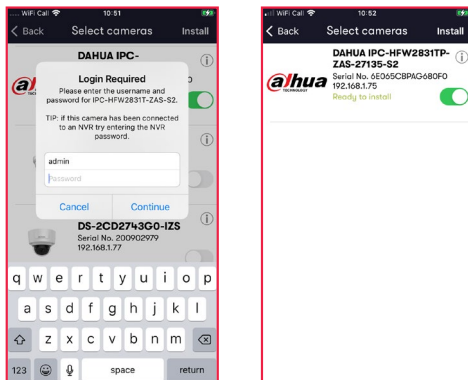 WiFi Call
10:51
Back
Select cameras
Install
DAHUA IPC-
alhua
TECHNOLOGY
Login Required
Please enter the username and
password for IPC-HFW2831T-ZAS-S2.
TIP: if this camera has been connected
to an NVR try entering the NVR
password.
admin
Password
Cancel
Continue
DS-2CD2743G0-IZS
Serial No. 200902979
192.168.1.78
q w e r t y u i o p
a s d f g h j k l
z x c v b n m
123
space
return
WiFi Call
10:52
Back
Select cameras
Install
DAHUA IPC-HFW2831TP-
ZAS-27135-S2
alhua
TECHNOLOGY
Serial No. 6E065CBPAG680F0
192.168.1.75
Ready to install